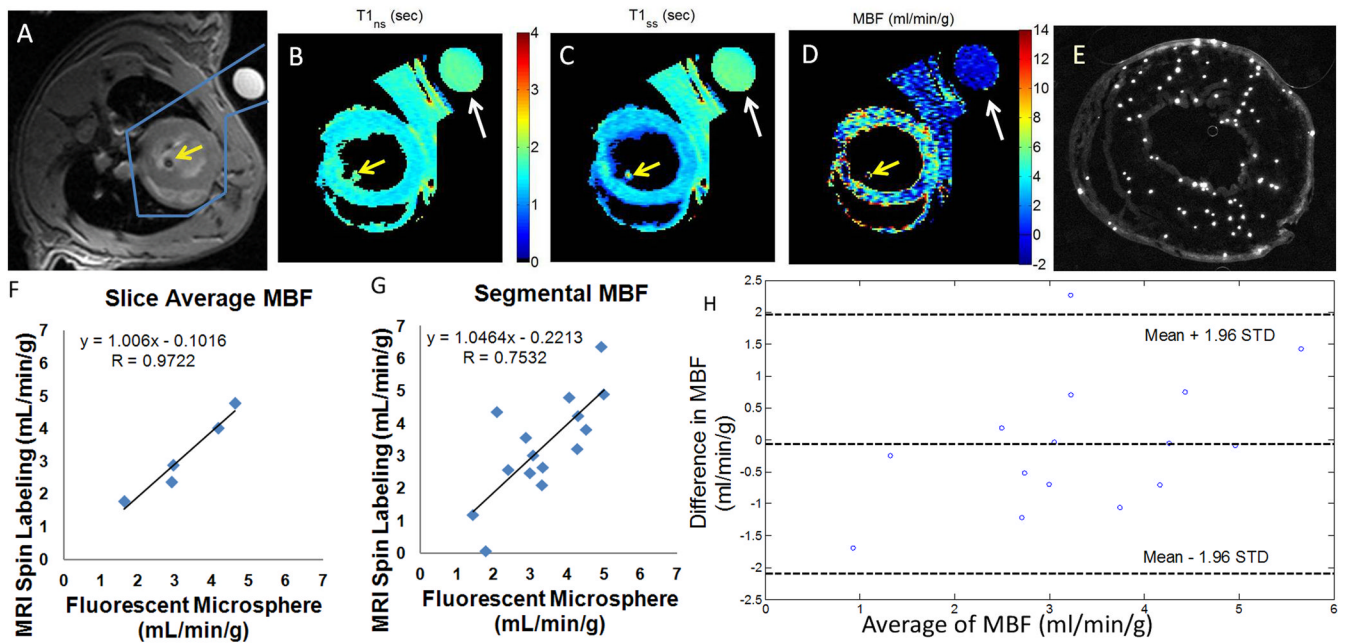 A
B
T1ns (sec)
4
3
2
1
0
C
T1ss (sec)
4
3
2
1
0
D
MBF (ml/min/g)
14
12
10
8
6
4
2
0
-2
E
F
Slice Average MBF
y = 1.006x - 0.1016
R = 0.9722
MRI Spin Labeling (mL/min/g)
7
6
5
4
3
2
1
0
0 1 2 3 4 5 6 7
Fluorescent Microsphere
(mL/min/g)
G
Segmental MBF
y = 1.0464x - 0.2213
R = 0.7532
MRI Spin Labeling (mL/min/g)
7
6
5
4
3
2
1
0
0 1 2 3 4 5 6 7
Fluorescent Microsphere
(mL/min/g)
H
Difference in MBF
(ml/min/g)
2.5
2
1.5
1
0.5
0
-0.5
-1
-1.5
-2
-2.5
Mean + 1.96 STD
Mean - 1.96 STD
0 1 2 3 4 5 6
Average of MBF (ml/min/g)